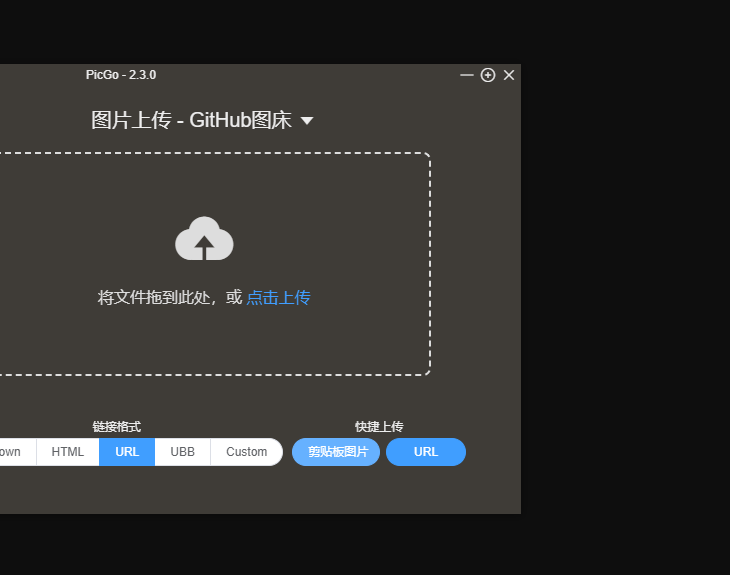 PicGo - 2.3.0
图片上传 - GitHub图床
将文件拖到此处，或 点击上传
链接格式
快捷上传
own HTML URL UBB Custom
剪贴板图片 URL